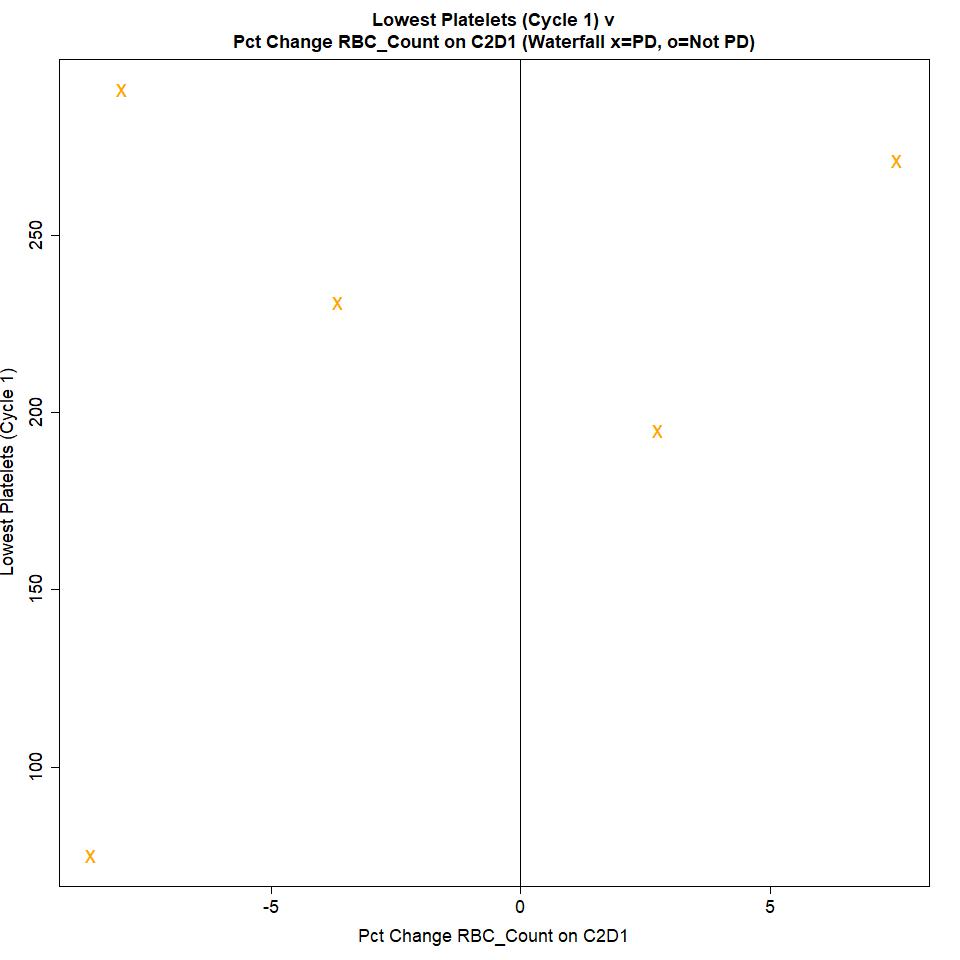 Lowest Platelets (Cycle 1) v
Pct Change RBC_Count on C2D1 (Waterfall x=PD, o=Not PD)
X
X
250
X
200
X
Lowest Platelets (Cycle 1)
150
100
X
-5
0
5
Pct Change RBC_Count on C2D1